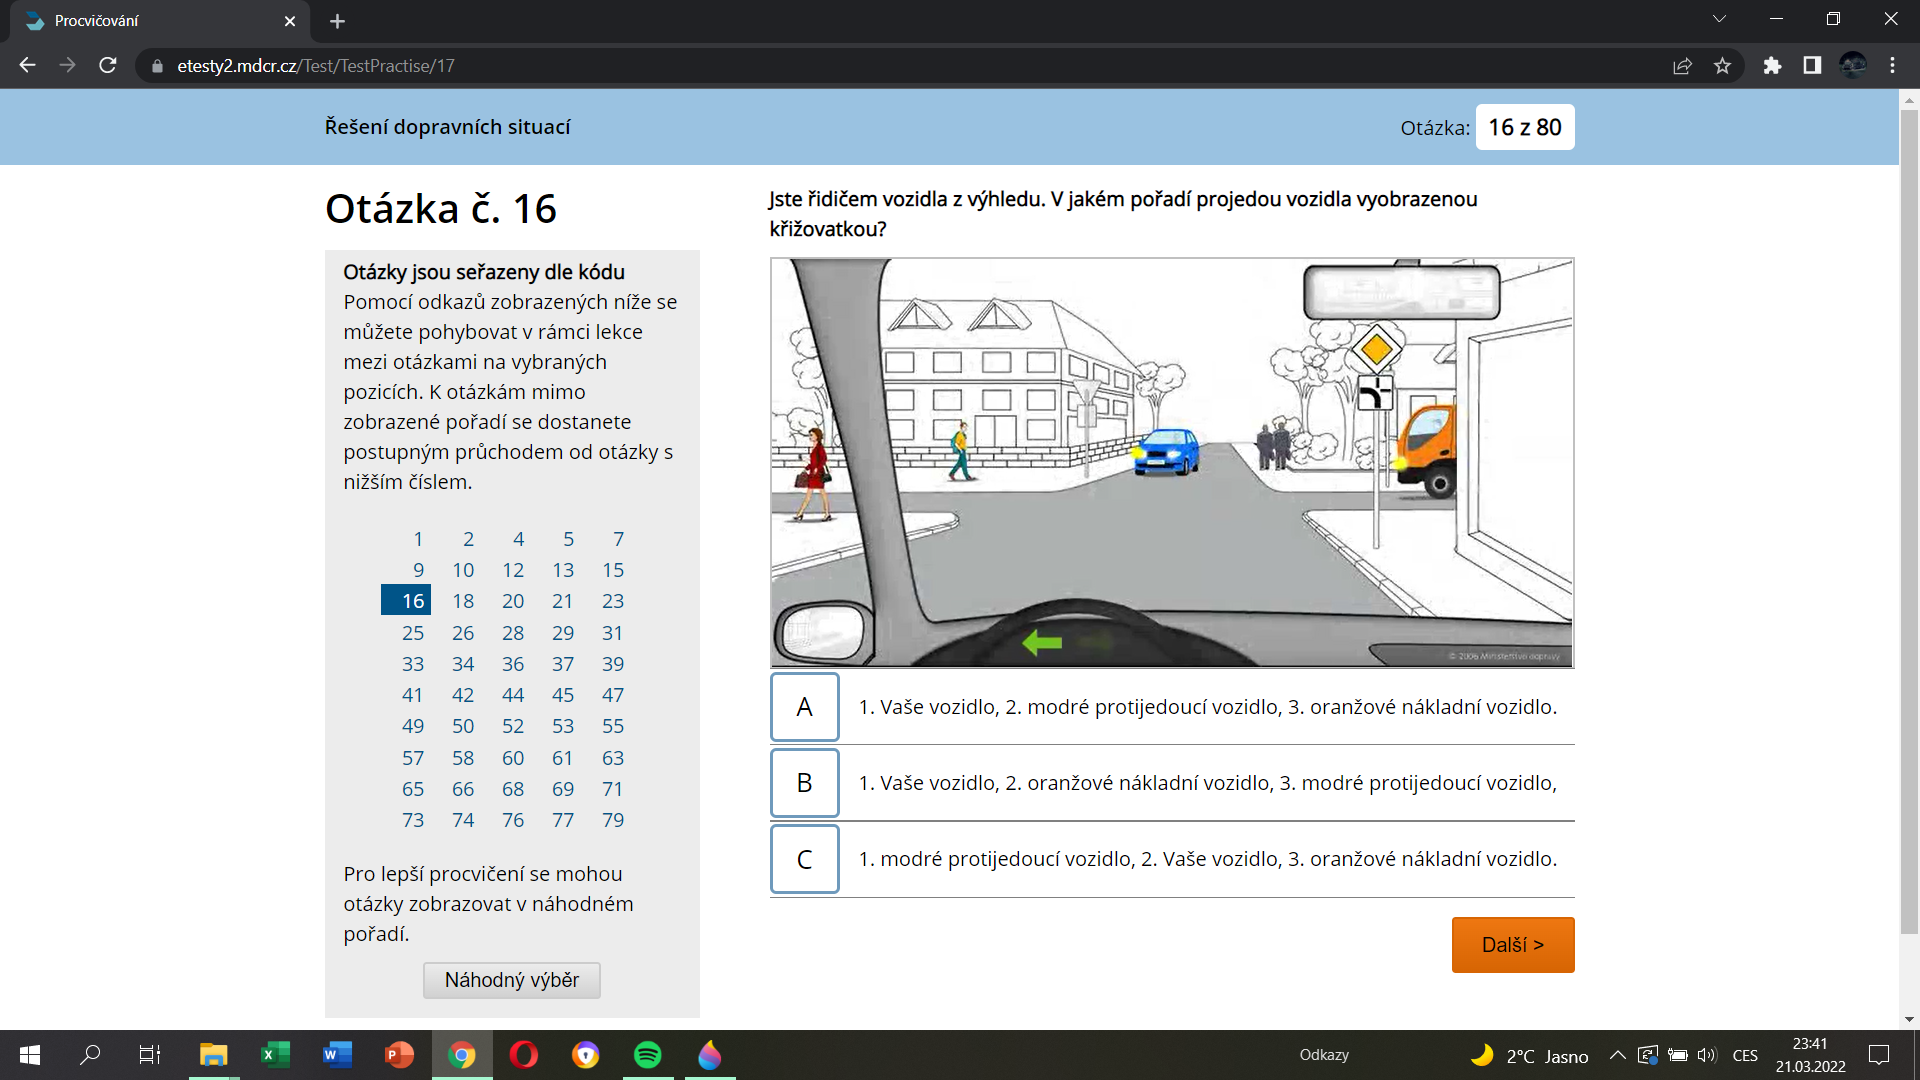 Procvičování
etesty2.mdcr.cz/Test/TestPractise/17
Řešení dopravních situací
Otázka: 16 z 80
Otázka č. 16
Otázky jsou seřazeny dle kódu
Pomocí odkazů zobrazených níže se
můžete pohybovat v rámci lekce
mezi otázkami na vybraných
pozicích. K otázkám mimo
zobrazené pořadí se dostanete
postupným průchodem od otázky s
nižším číslem.
1 2 4 5 7
9 10 12 13 15
16 18 20 21 23
25 26 28 29 31
33 34 36 37 39
41 42 44 45 47
49 50 52 53 55
57 58 60 61 63
65 66 68 69 71
73 74 76 77 79
Pro lepší procvičení se mohou
otázky zobrazovat v náhodném
pořadí.
Náhodný výběr
Jste řidičem vozidla z výhledu. V jakém pořadí projedou vozidla vyobrazenou
křižovatkou?
© 2006 Ministerstvo dopravy
A 1. Vaše vozidlo, 2. modré protijedoucí vozidlo, 3. oranžové nákladní vozidlo.
B 1. Vaše vozidlo, 2. oranžové nákladní vozidlo, 3. modré protijedoucí vozidlo,
C 1. modré protijedoucí vozidlo, 2. Vaše vozidlo, 3. oranžové nákladní vozidlo.
Další >
Odkazy
2°C Jasno
CES
23:41
21.03.2022